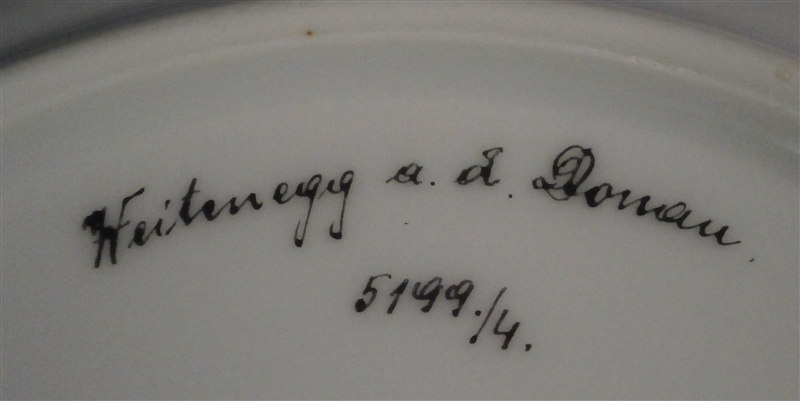 Weitenegg a. d. Donau.
5199./4.